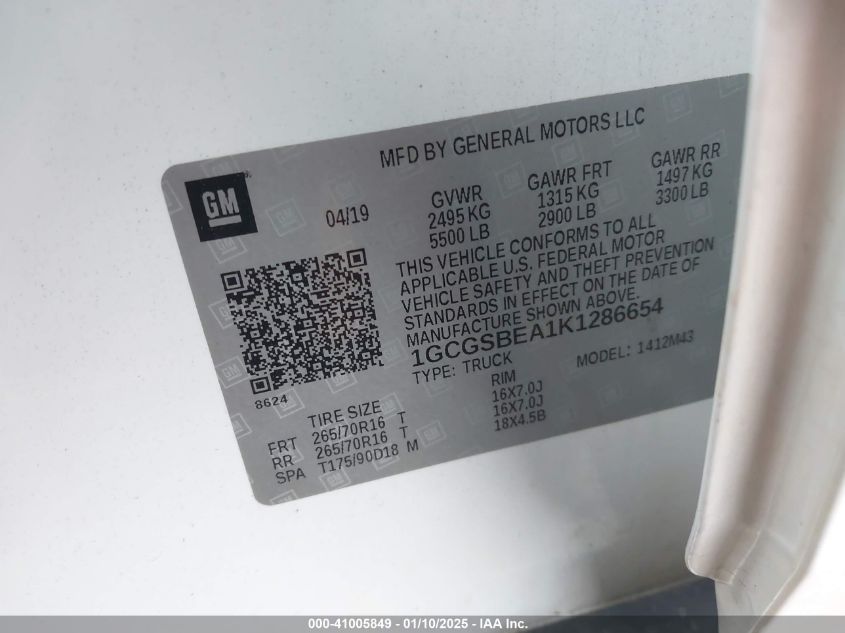 MFD BY GENERAL MOTORS LLC
GM
04/19
GVWR
2495 KG
5500 LB
GAWR FRT
1315 KG
2900 LB
GAWR RR
1497 KG
3300 LB
THIS VEHICLE CONFORMS TO ALL
APPLICABLE U.S. FEDERAL MOTOR
VEHICLE SAFETY AND THEFT PREVENTION
STANDARDS IN EFFECT ON THE DATE OF
MANUFACTURE SHOWN ABOVE.
1GCGSBEA1K1286654
TYPE: TRUCK MODEL: 1412M43
8624
TIRE SIZE RIM
FRT 265/70R16 T 16X7.0J
RR 265/70R16 T 16X7.0J
SPA T175/90D18 M 18X4.5B
000-41005849 - 01/10/2025 - IAA Inc.